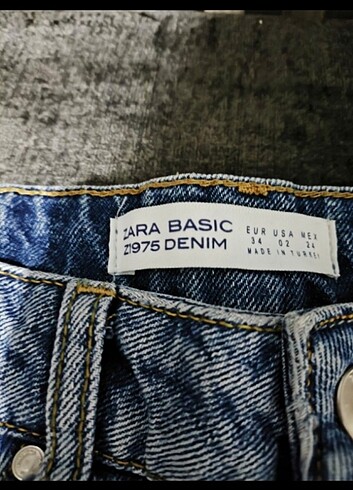 ZARA BASIC
Z1975 DENIM
EUR USA MEX
34 02 24
MADE IN TURKEY